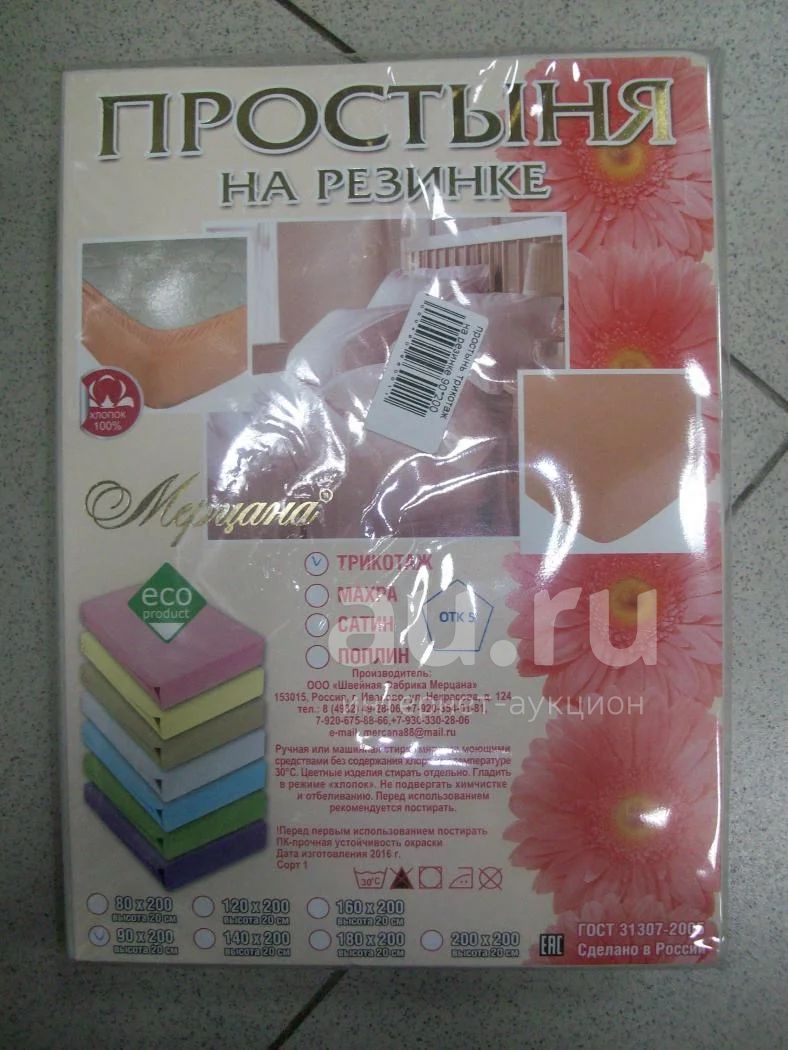 ПРОСТЫНЯ
НА РЕЗИНКЕ
простынь трикотаж
на резинке 90*200
ХЛОПОК
100%
Мерцана®
eco
product
ТРИКОТАЖ
МАХРА
САТИН
ПОПЛИН
ОТК 5
au.ru
-аукцион
Производитель:
ООО «Швейная Фабрика Мерцана»
153015, Россия, г. Иваново, ул. Некрасова, д. 124
тел.: 8 (4932)
7-920-675-88-66,+7-930-330-28-06
e-mail: mercana88@mail.ru
Ручная или машинная стирка моющими
средствами без содержания температуре
30°C. Цветные изделия стирать отдельно. Гладить
в режиме «хлопок». Не подвергать химчистке
и отбеливанию. Перед использованием
рекомендуется постирать.
!Перед первым использованием постирать
ПК-прочная устойчивость окраски
Дата изготовления 2016 г.
Сорт 1
30°C
80 x 200
высота 20 см
120 x 200
высота 20 см
160 x 200
высота 20 см
90 x 200
высота 20 см
140 x 200
высота 20 см
180 x 200
высота 20 см
200 x 200
высота 20 см
EAC
ГОСТ 31307-200
Сделано в России